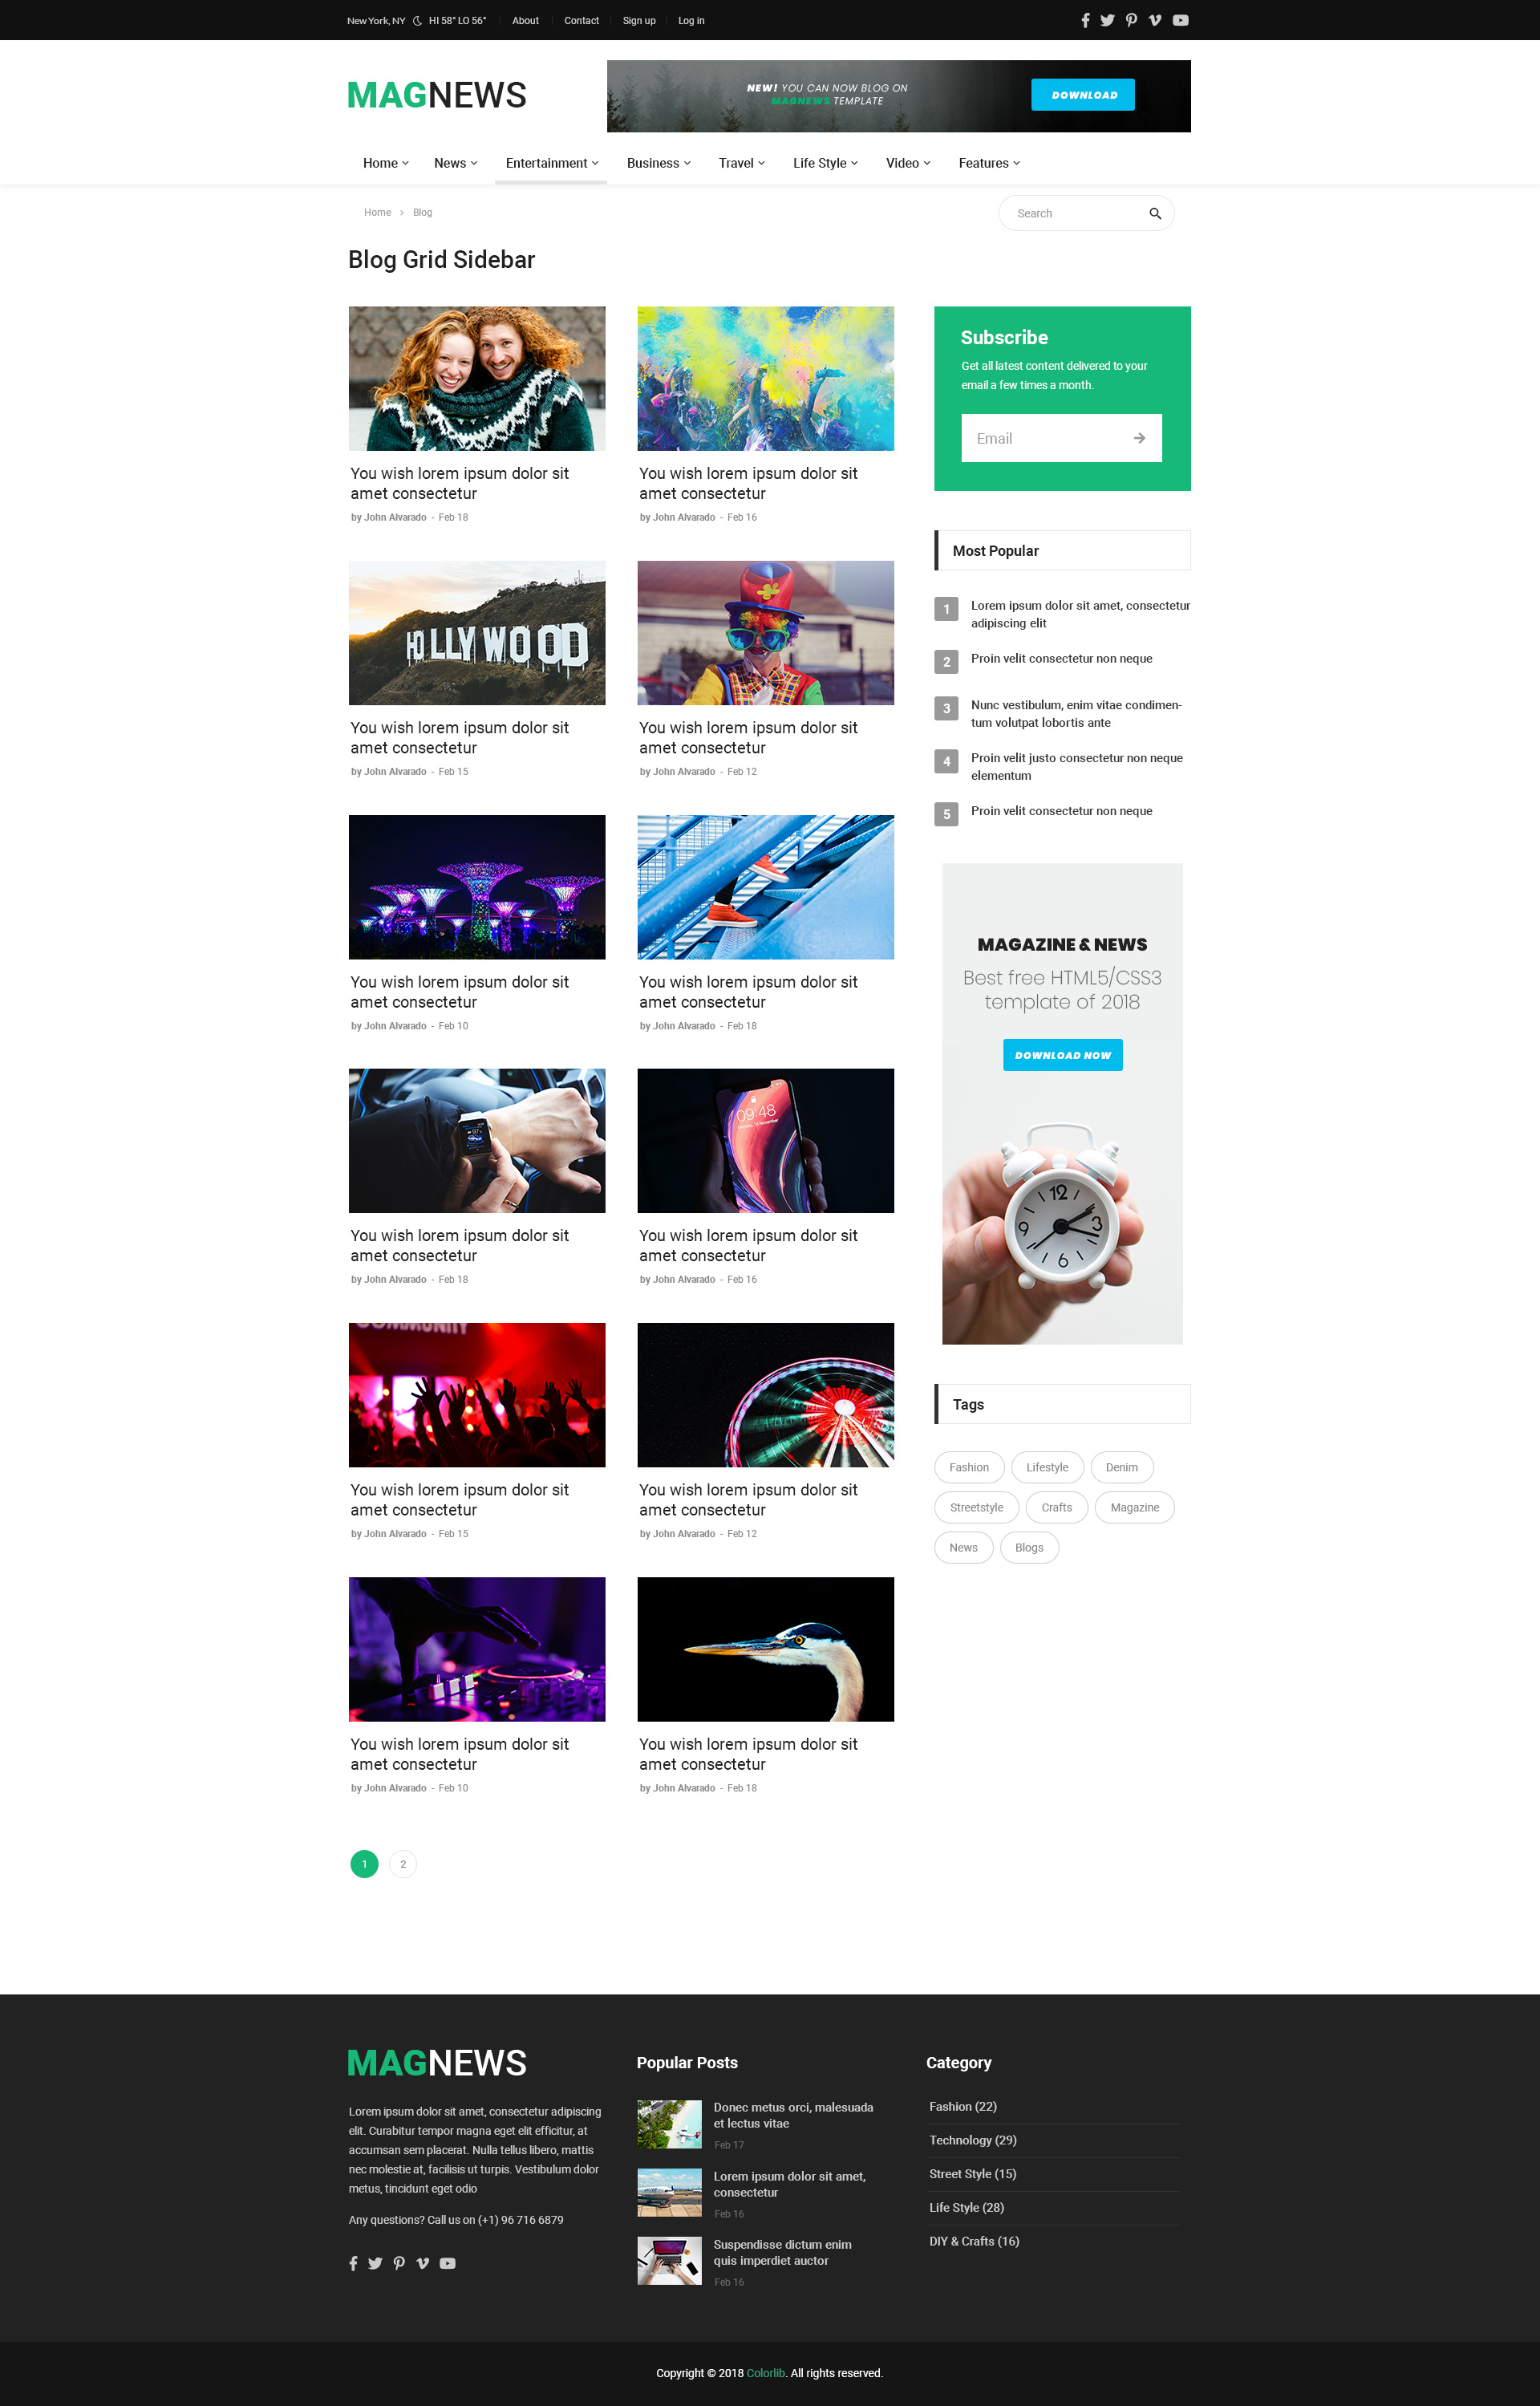 New York, NY HI 58° LO 56° About Contact Sign up Log in
MAGNEWS
NEW! YOU CAN NOW BLOG ON
MAGNEWS TEMPLATE
DOWNLOAD
Home News Entertainment Business Travel Life Style Video Features
Home > Blog
Search
Blog Grid Sidebar
You wish lorem ipsum dolor sit
amet consectetur
by John Alvarado - Feb 18
You wish lorem ipsum dolor sit
amet consectetur
by John Alvarado - Feb 16
HOLLYWOOD
You wish lorem ipsum dolor sit
amet consectetur
by John Alvarado - Feb 15
You wish lorem ipsum dolor sit
amet consectetur
by John Alvarado - Feb 12
You wish lorem ipsum dolor sit
amet consectetur
by John Alvarado - Feb 10
You wish lorem ipsum dolor sit
amet consectetur
by John Alvarado - Feb 18
You wish lorem ipsum dolor sit
amet consectetur
by John Alvarado - Feb 18
09:48
You wish lorem ipsum dolor sit
amet consectetur
by John Alvarado - Feb 16
COMMUNITY
You wish lorem ipsum dolor sit
amet consectetur
by John Alvarado - Feb 15
You wish lorem ipsum dolor sit
amet consectetur
by John Alvarado - Feb 12
You wish lorem ipsum dolor sit
amet consectetur
by John Alvarado - Feb 10
You wish lorem ipsum dolor sit
amet consectetur
by John Alvarado - Feb 18
1 2
Subscribe
Get all latest content delivered to your
email a few times a month.
Email
Most Popular
1 Lorem ipsum dolor sit amet, consectetur
adipiscing elit
2 Proin velit consectetur non neque
3 Nunc vestibulum, enim vitae condimen-
tum volutpat lobortis ante
4 Proin velit justo consectetur non neque
elementum
5 Proin velit consectetur non neque
MAGAZINE & NEWS
Best free HTML5/CSS3
template of 2018
DOWNLOAD NOW
12
9 3
6
Tags
Fashion Lifestyle Denim
Streetstyle Crafts Magazine
News Blogs
MAGNEWS
Lorem ipsum dolor sit amet, consectetur adipiscing
elit. Curabitur tempor magna eget elit efficitur, at
accumsan sem placerat. Nulla tellus libero, mattis
nec molestie at, facilisis ut turpis. Vestibulum dolor
metus, tincidunt eget odio
Any questions? Call us on (+1) 96 716 6879
Popular Posts
Donec metus orci, malesuada
et lectus vitae
Feb 17
Lorem ipsum dolor sit amet,
consectetur
Feb 16
Suspendisse dictum enim
quis imperdiet auctor
Feb 16
Category
Fashion (22)
Technology (29)
Street Style (15)
Life Style (28)
DIY & Crafts (16)
Copyright © 2018 Colorlib. All rights reserved.